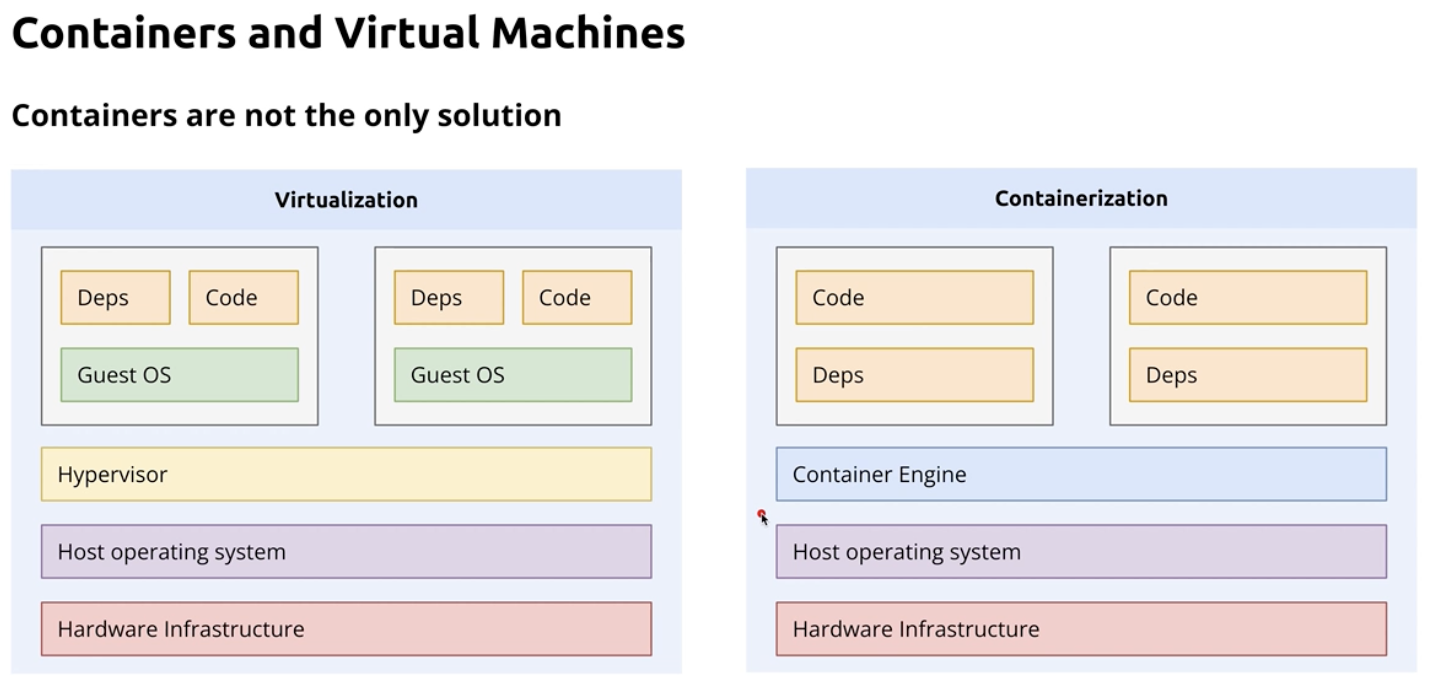 Containers and Virtual Machines
Containers are not the only solution
Virtualization
Deps
Code
Deps
Code
Guest OS
Guest OS
Hypervisor
Host operating system
Hardware Infrastructure
Containerization
Code
Code
Deps
Deps
Container Engine
Host operating system
Hardware Infrastructure